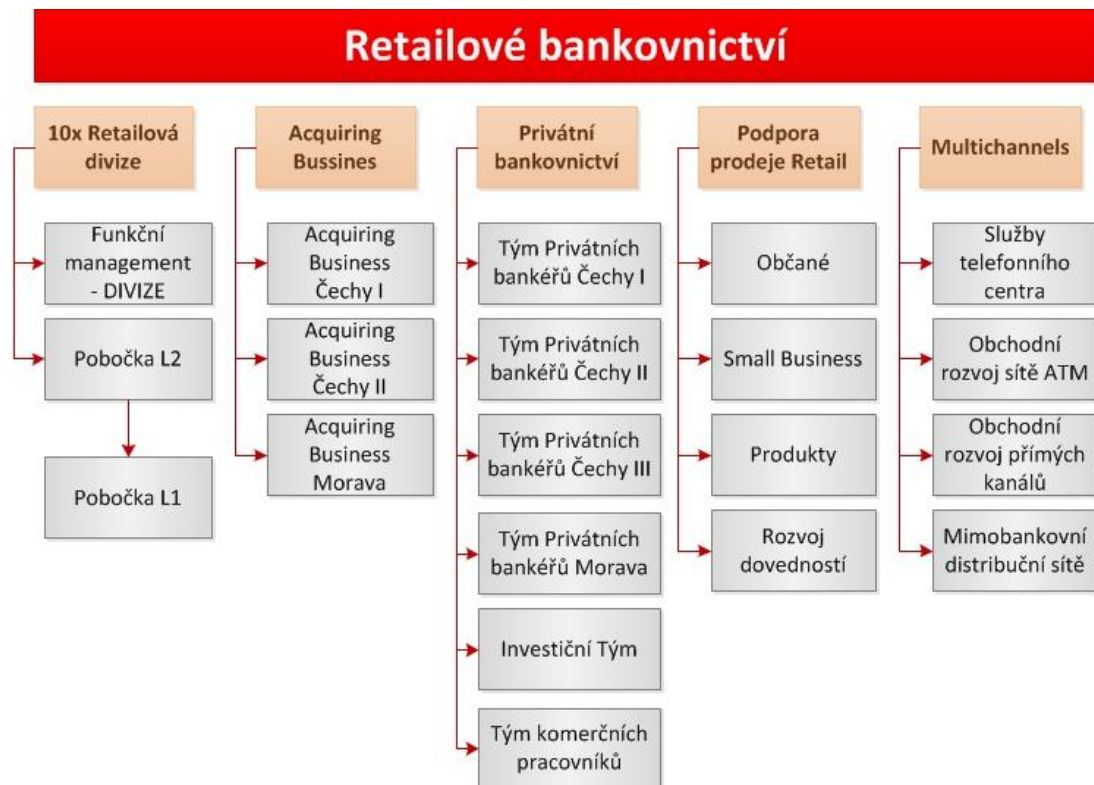 Retailové bankovnictví
10x Retailová
divize
Funkční
management
- DIVIZE
Pobočka L2
Pobočka L1
Acquiring
Bussines
Acquiring
Business
Čechy I
Acquiring
Business
Čechy II
Acquiring
Business
Morava
Privátní
bankovnictví
Tým Privátních
bankéřů Čechy I
Tým Privátních
bankéřů Čechy II
Tým Privátních
bankéřů Čechy III
Tým Privátních
bankéřů Morava
Investiční Tým
Tým komerčních
pracovníků
Podpora
prodeje Retail
Občané
Small Business
Produkty
Rozvoj
dovedností
Multichannels
Služby
telefonního
centra
Obchodní
rozvoj sítě ATM
Obchodní
rozvoj přímých
kanálů
Mimobankovní
distribuční sítě